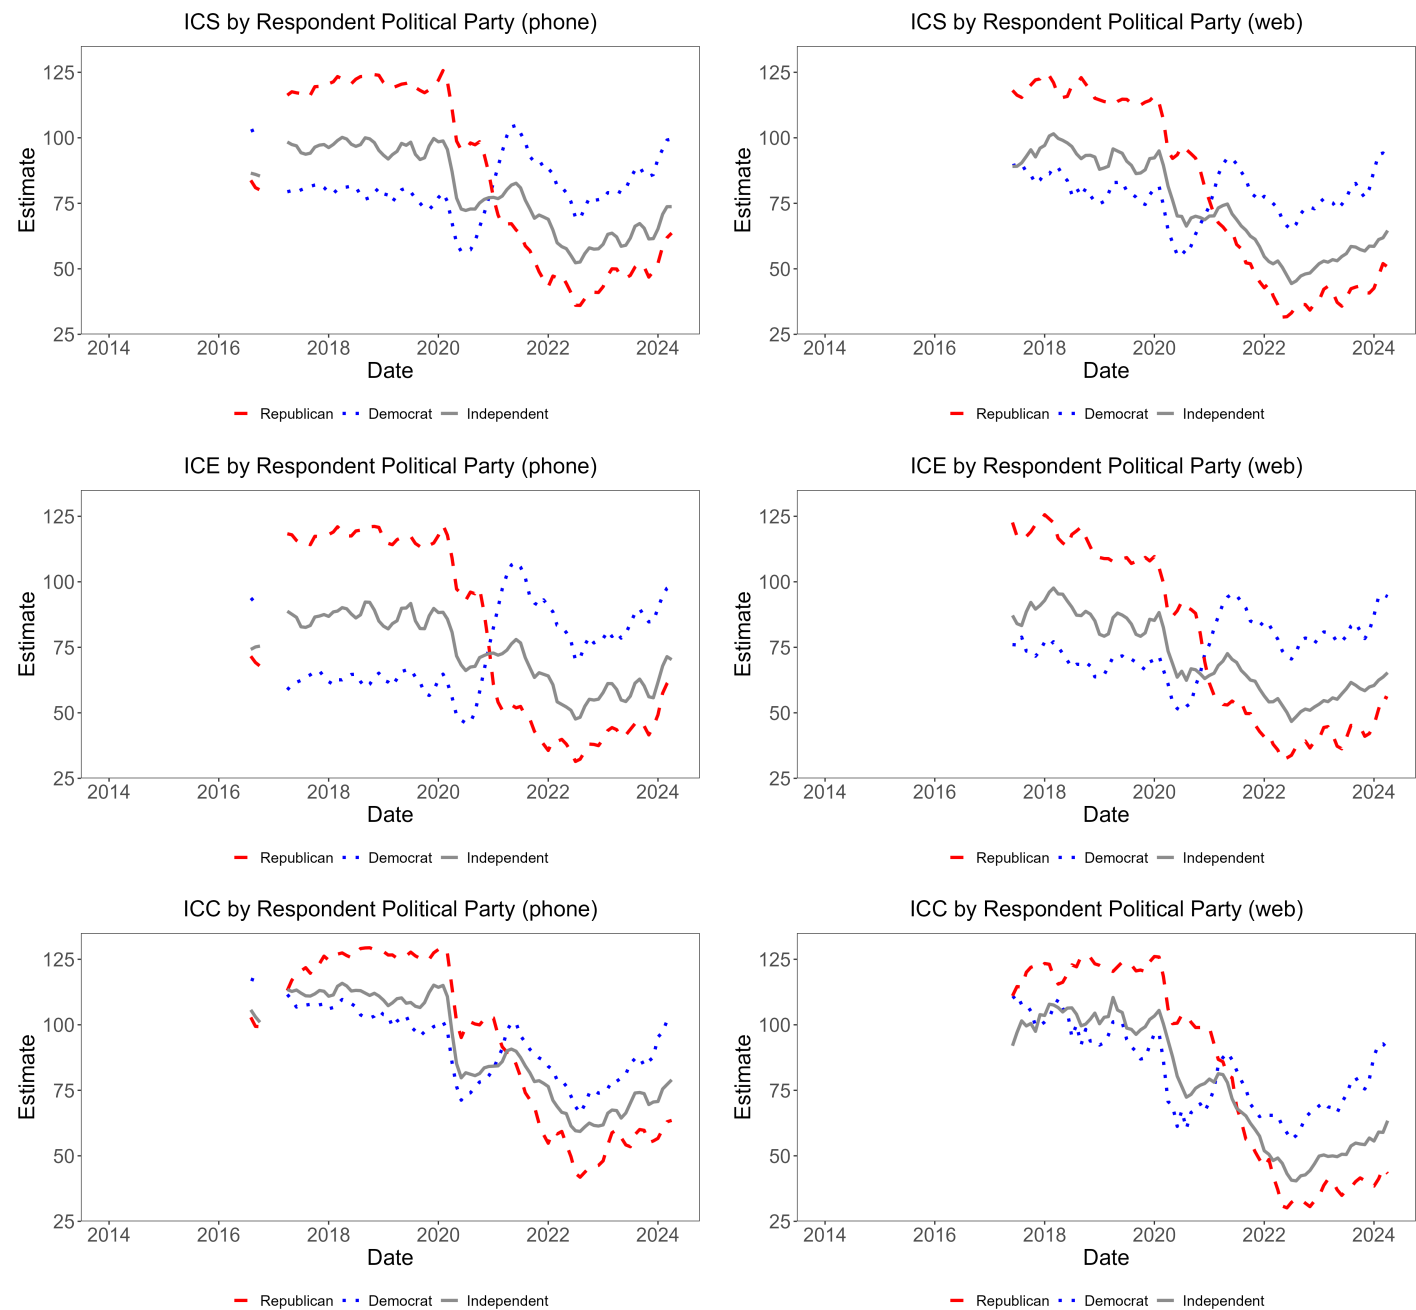 ICS by Respondent Political Party (phone)
125
100
75
50
25
Estimate
2014 2016 2018 2020 2022 2024
Date
Republican Democrat Independent
ICS by Respondent Political Party (web)
125
100
75
50
25
Estimate
2014 2016 2018 2020 2022 2024
Date
Republican Democrat Independent
ICE by Respondent Political Party (phone)
125
100
75
50
25
Estimate
2014 2016 2018 2020 2022 2024
Date
Republican Democrat Independent
ICE by Respondent Political Party (web)
125
100
75
50
25
Estimate
2014 2016 2018 2020 2022 2024
Date
Republican Democrat Independent
ICC by Respondent Political Party (phone)
125
100
75
50
25
Estimate
2014 2016 2018 2020 2022 2024
Date
Republican Democrat Independent
ICC by Respondent Political Party (web)
125
100
75
50
25
Estimate
2014 2016 2018 2020 2022 2024
Date
Republican Democrat Independent